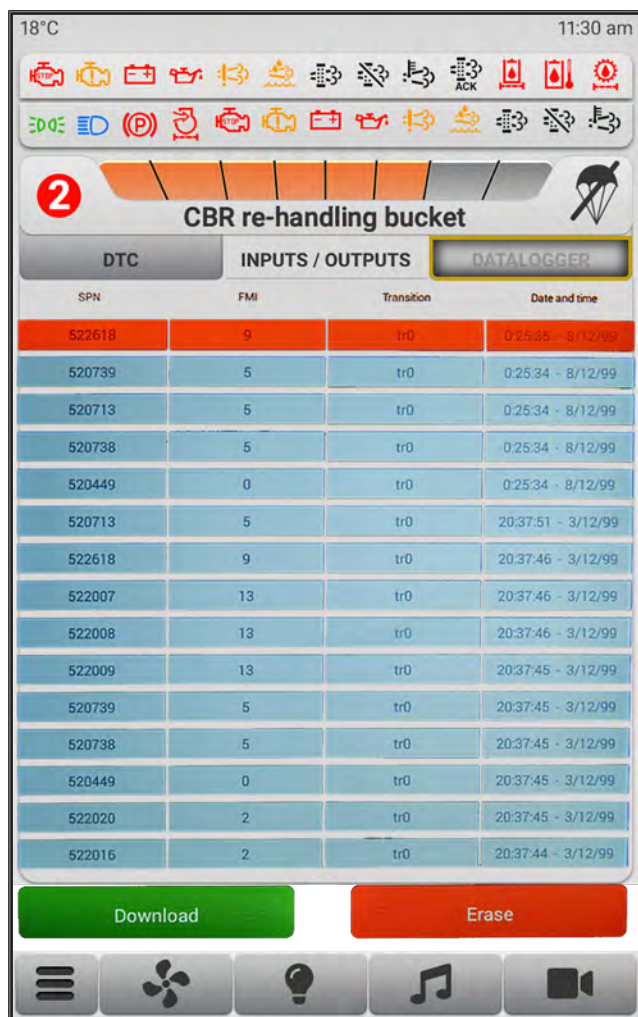 18°C 11:30 am
STOP
ACK
(P) STOP
2
CBR re-handling bucket
DTC INPUTS / OUTPUTS DATALOGGER
SPN FMI Transition Date and time
522618 9 tr0 0:25:35 - 8/12/99
520739 5 tr0 0:25:34 - 8/12/99
520713 5 tr0 0:25:34 - 8/12/99
520738 5 tr0 0:25:34 - 8/12/99
520449 0 tr0 0:25:34 - 8/12/99
520713 5 tr0 20:37:51 - 3/12/99
522618 9 tr0 20:37:46 - 3/12/99
522007 13 tr0 20:37:46 - 3/12/99
522008 13 tr0 20:37:46 - 3/12/99
522009 13 tr0 20:37:45 - 3/12/99
520739 5 tr0 20:37:45 - 3/12/99
520738 5 tr0 20:37:45 - 3/12/99
520449 0 tr0 20:37:45 - 3/12/99
522020 2 tr0 20:37:45 - 3/12/99
522016 2 tr0 20:37:44 - 3/12/99
Download Erase